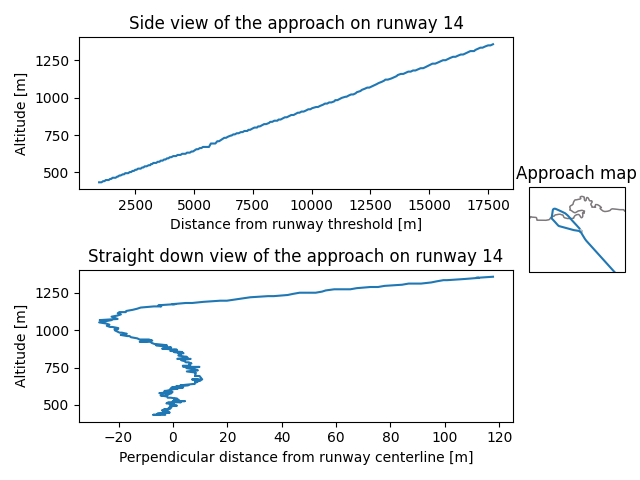 Side view of the approach on runway 14
Altitude [m]
1250
1000
750
500
2500 5000 7500 10000 12500 15000 17500
Distance from runway threshold [m]
Approach map
Straight down view of the approach on runway 14
Altitude [m]
1250
1000
750
500
−20 0 20 40 60 80 100 120
Perpendicular distance from runway centerline [m]